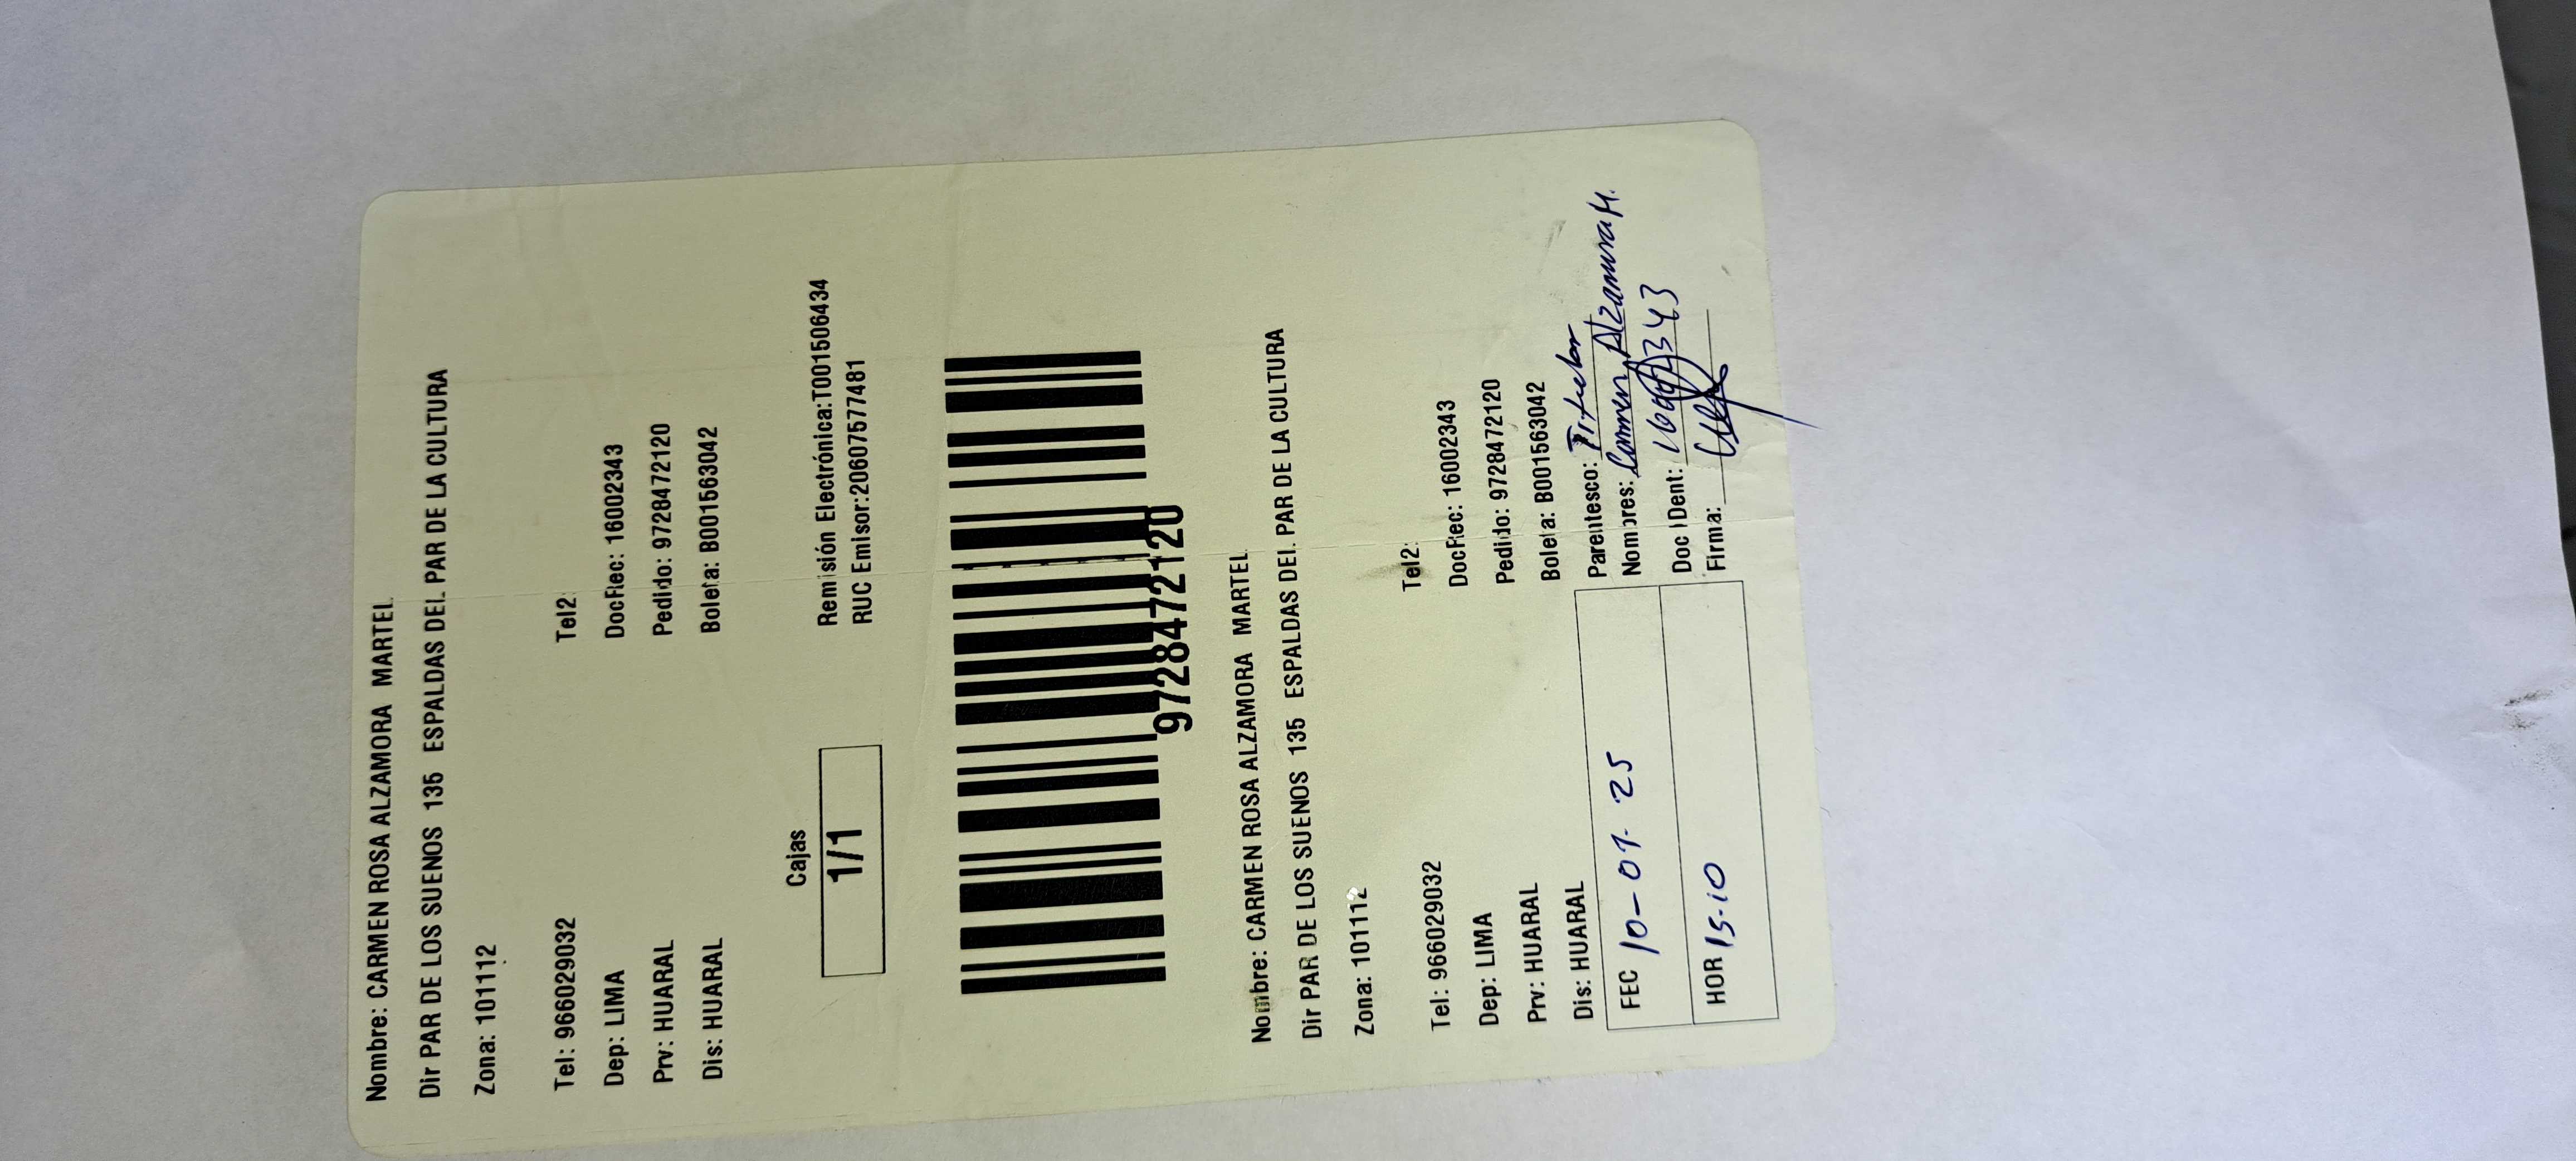 Nombre: CARMEN ROSA ALZAMORA MARTEL
Dir PAR DE LOS SUENOS 135 ESPALDAS DEL PAR DE LA CULTURA
Zona: 101112
Tel: 966029032 Tel2:
Dep: LIMA DocRec: 16002343
Prv: HUARAL Pedido: 9728472120
Dis: HUARAL Boleta: B001563042
Cajas
1/1
Remisión Electrónica:T001506434
RUC Emisor:20607577481
9728472120
Nombre: CARMEN ROSA ALZAMORA MARTEL
Dir PAR DE LOS SUENOS 135 ESPALDAS DEL PAR DE LA CULTURA
Zona: 101112
Tel: 966029032 Tel2:
Dep: LIMA DocRec: 16002343
Prv: HUARAL Pedido: 9728472120
Dis: HUARAL Boleta: B001563042
FEC 10-07-25 Parentesco: Titular
Nombres: Carmen Alzamora M.
HOR 15:10 Doc IDent:
Firma: